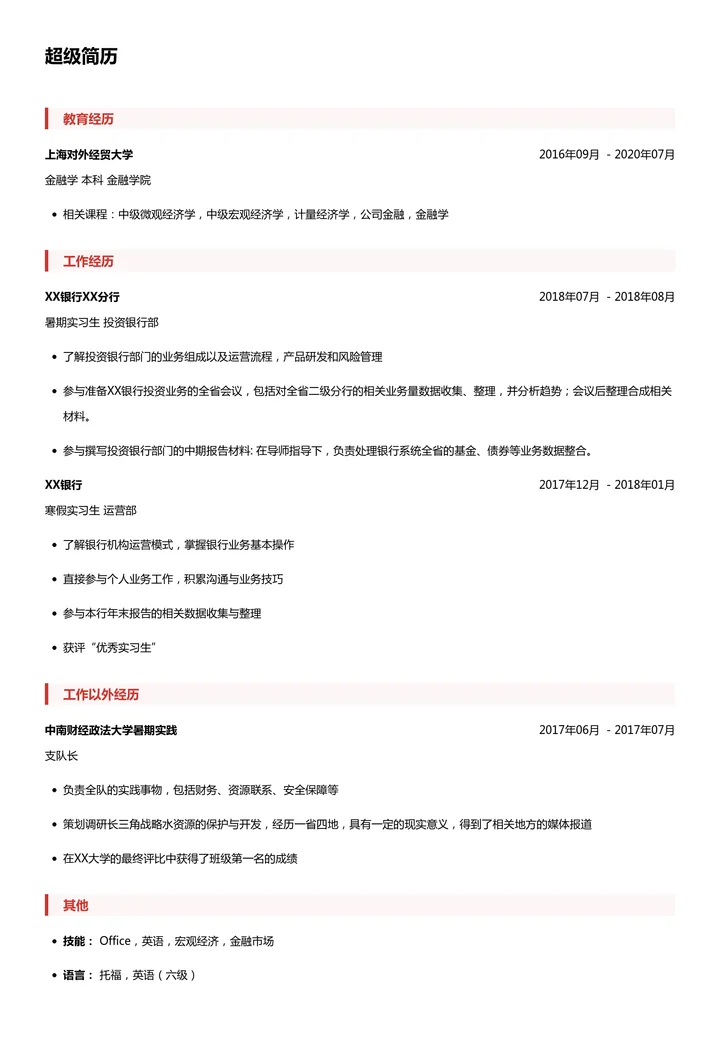 超级简历
教育经历
上海对外经贸大学 2016年09月 - 2020年07月
金融学 本科 金融学院
• 相关课程：中级微观经济学，中级宏观经济学，计量经济学，公司金融，金融学
工作经历
XX银行XX分行 2018年07月 - 2018年08月
暑期实习生 投资银行部
• 了解投资银行部门的业务组成以及运营流程，产品研发和风险管理
• 参与准备XX银行投资业务的全省会议，包括对全省二级分行的相关业务量数据收集、整理，并分析趋势；会议后整理合成相关
材料。
• 参与撰写投资银行部门的中期报告材料: 在导师指导下，负责处理银行系统全省的基金、债券等业务数据整合。
XX银行 2017年12月 - 2018年01月
寒假实习生 运营部
• 了解银行机构运营模式，掌握银行业务基本操作
• 直接参与个人业务工作，积累沟通与业务技巧
• 参与本行年末报告的相关数据收集与整理
• 获评“优秀实习生”
工作以外经历
中南财经政法大学暑期实践 2017年06月 - 2017年07月
支队长
• 负责全队的实践事物，包括财务、资源联系、安全保障等
• 策划调研长三角战略水资源的保护与开发，经历一省四地，具有一定的现实意义，得到了相关地方的媒体报道
• 在XX大学的最终评比中获得了班级第一名的成绩
其他
• 技能： Office，英语，宏观经济，金融市场
• 语言： 托福，英语（六级）